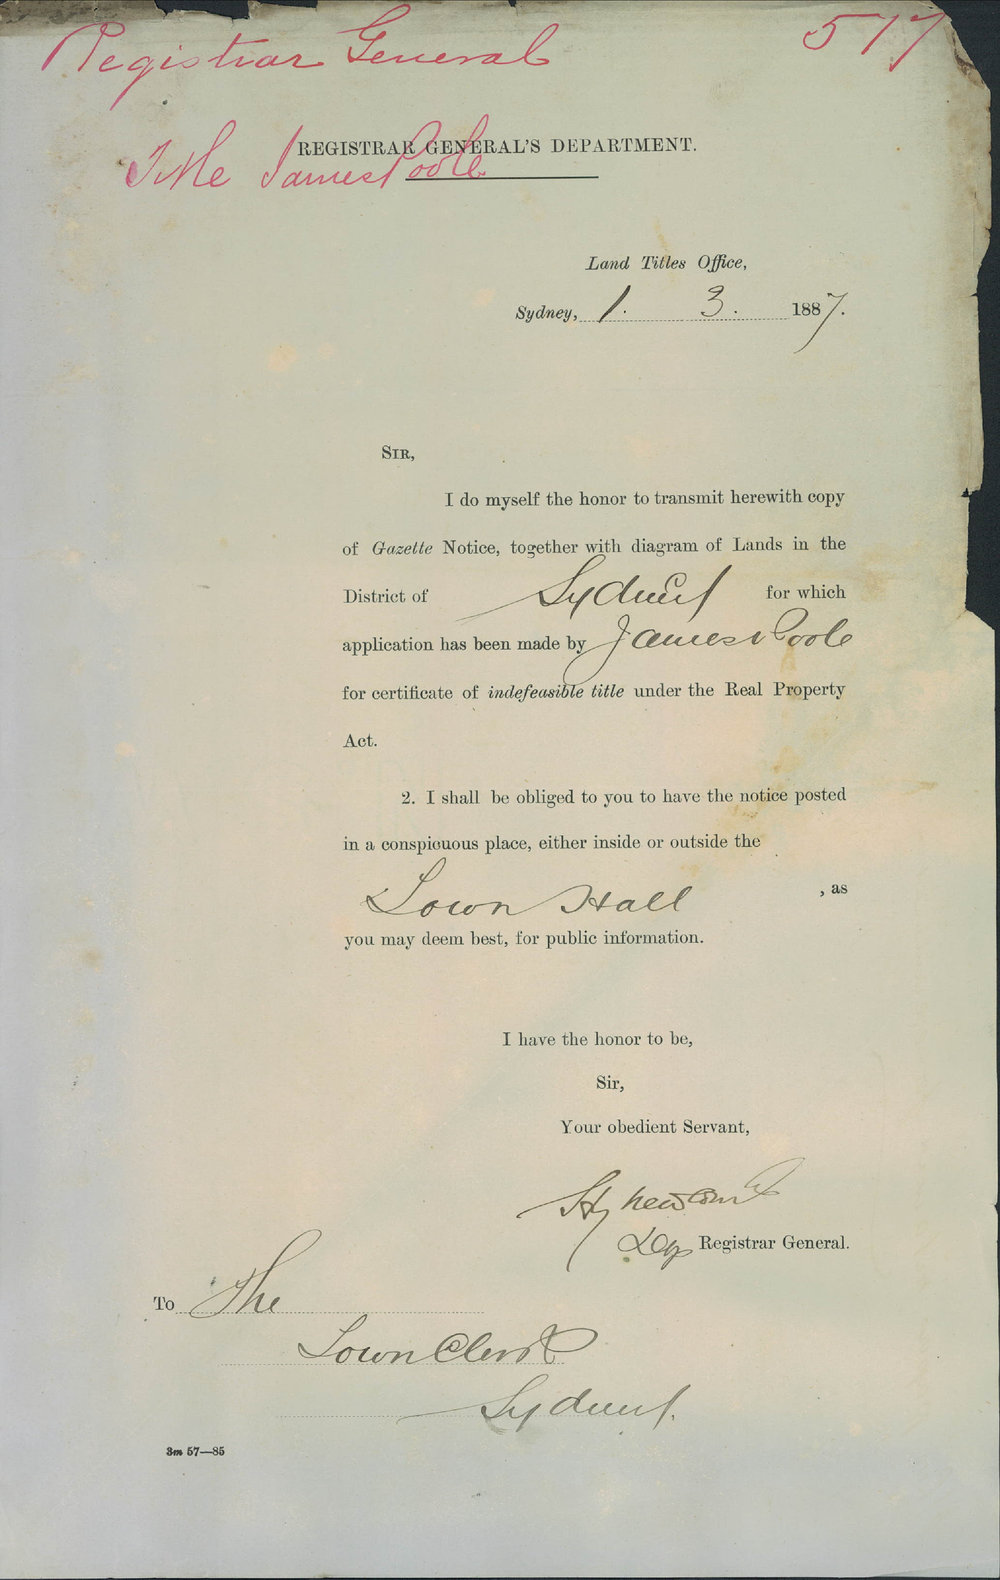 Registrar General 517
REGISTRAR GENERAL'S DEPARTMENT.
Title James Poole
Land Titles Office,
Sydney, 1. 3. 1887.
SIR,
I do myself the honor to transmit herewith copy
of Gazette Notice, together with diagram of Lands in the
District of Sydney for which
application has been made by James Poole
for certificate of indefeasible title under the Real Property
Act.
2. I shall be obliged to you to have the notice posted
in a conspicuous place, either inside or outside the
Town Hall , as
you may deem best, for public information.
I have the honor to be,
Sir,
Your obedient Servant,
Dep Registrar General.
To The
Town Clerk
Sydney.
3m 57—85